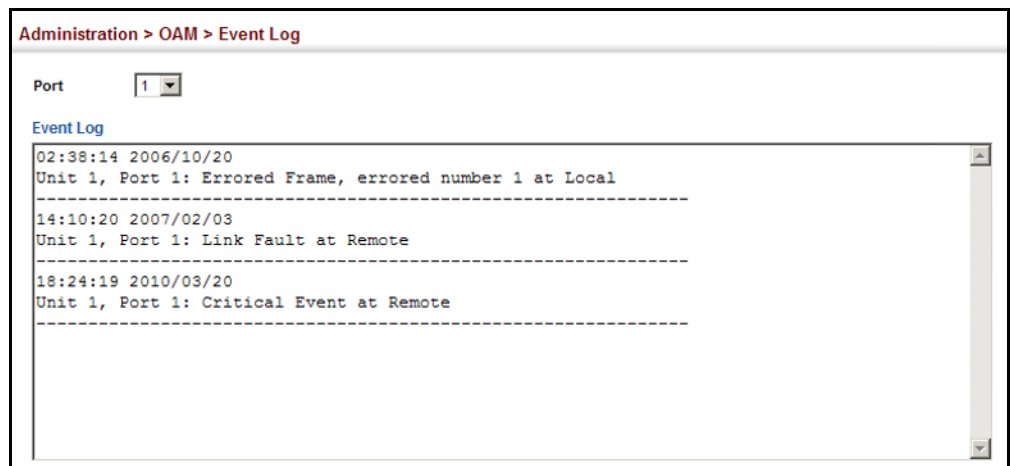 Administration > OAM > Event Log
Port 1
Event Log
02:38:14 2006/10/20
Unit 1, Port 1: Errored Frame, errored number 1 at Local
---------------------------------------------------------------
14:10:20 2007/02/03
Unit 1, Port 1: Link Fault at Remote
---------------------------------------------------------------
18:24:19 2010/03/20
Unit 1, Port 1: Critical Event at Remote
---------------------------------------------------------------